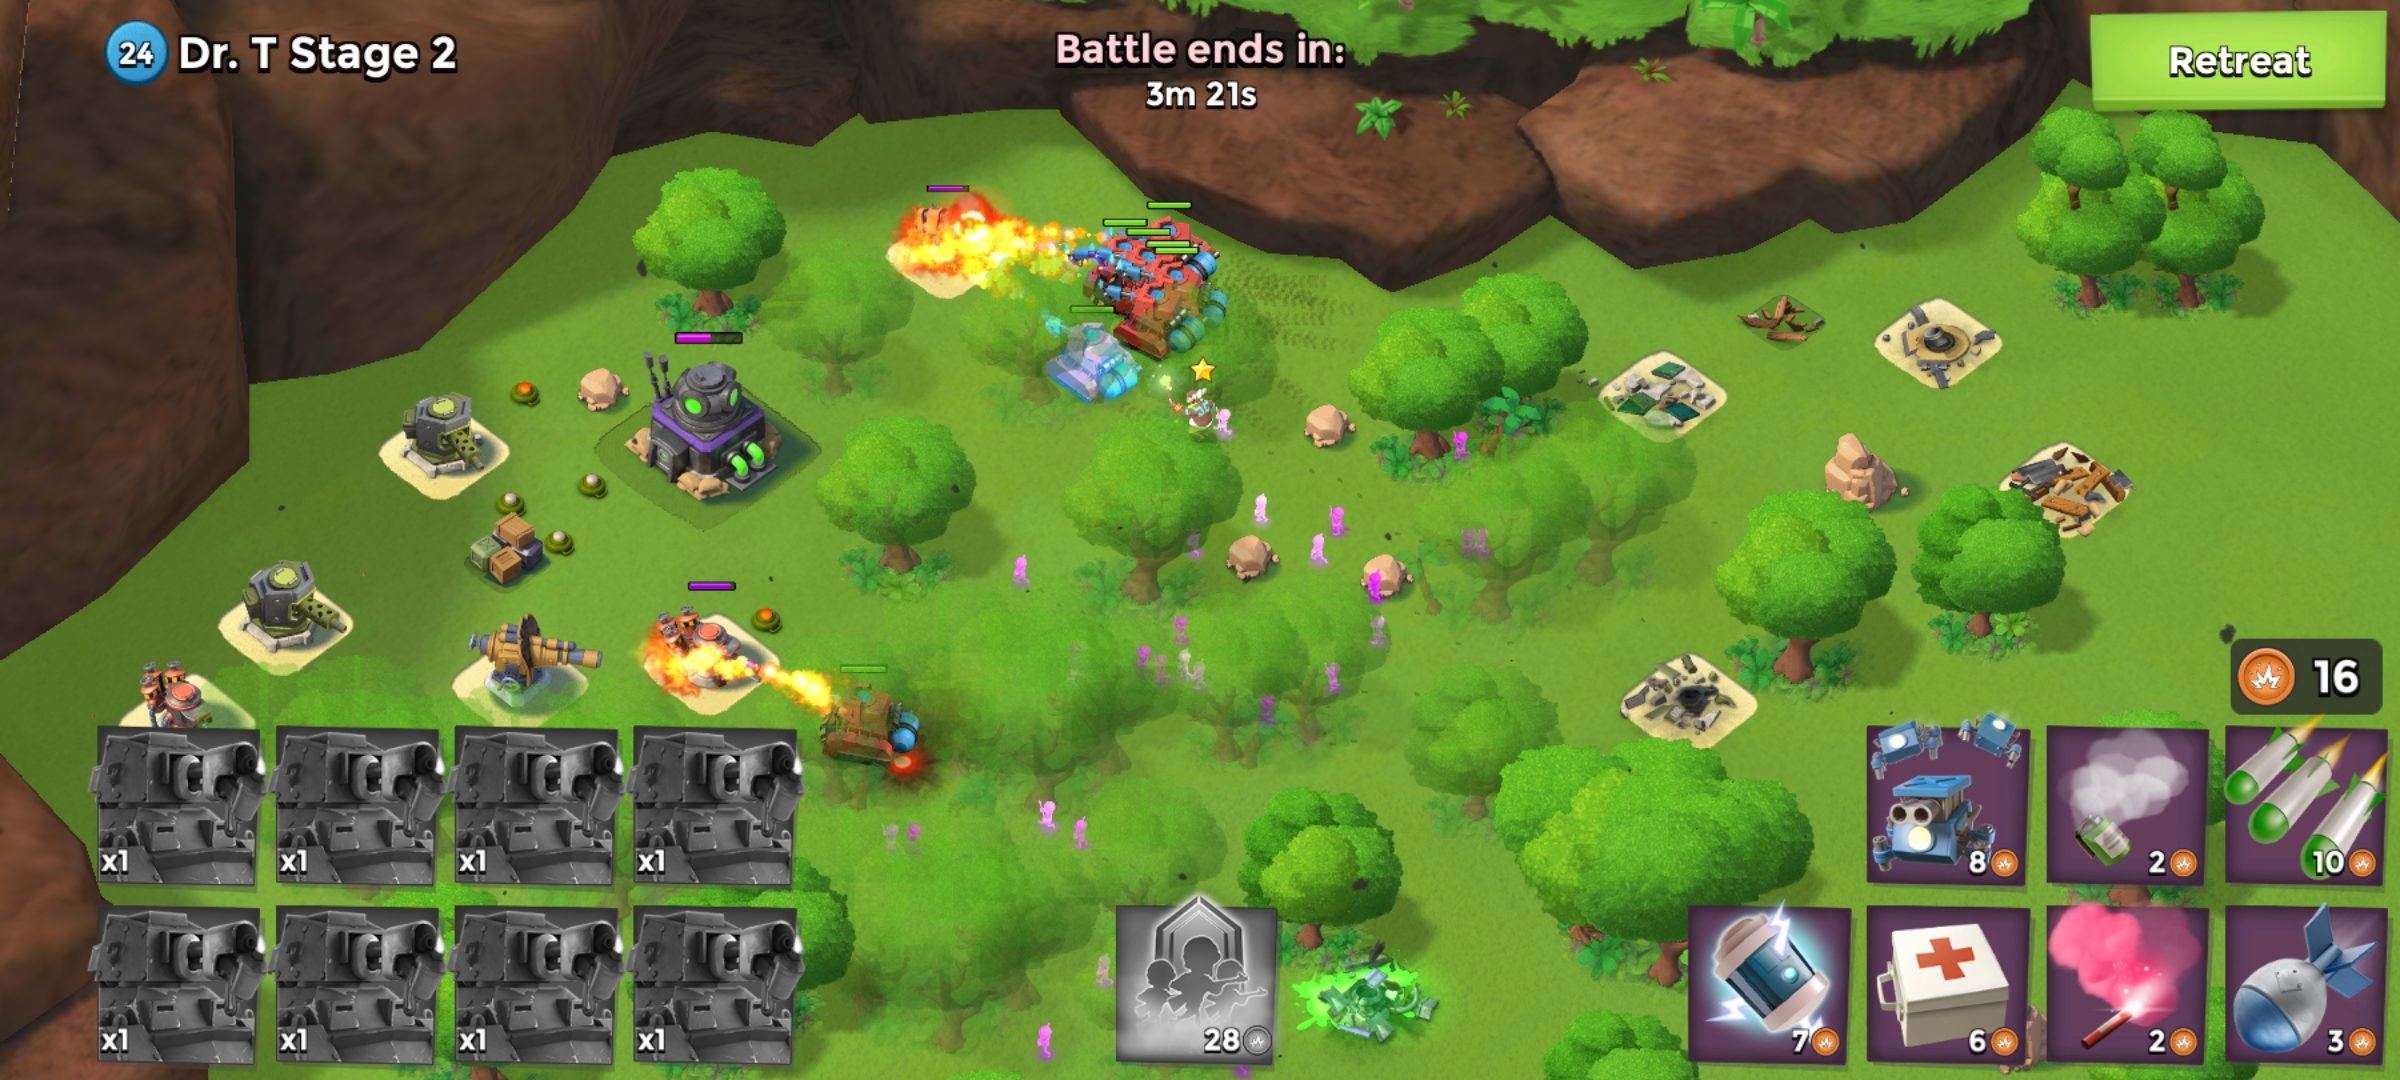 24 Dr. T Stage 2
Battle ends in:
3m 21s
Retreat
16
x1 x1 x1 x1
8 2 10
x1 x1 x1 x1
28
7 6 2 3